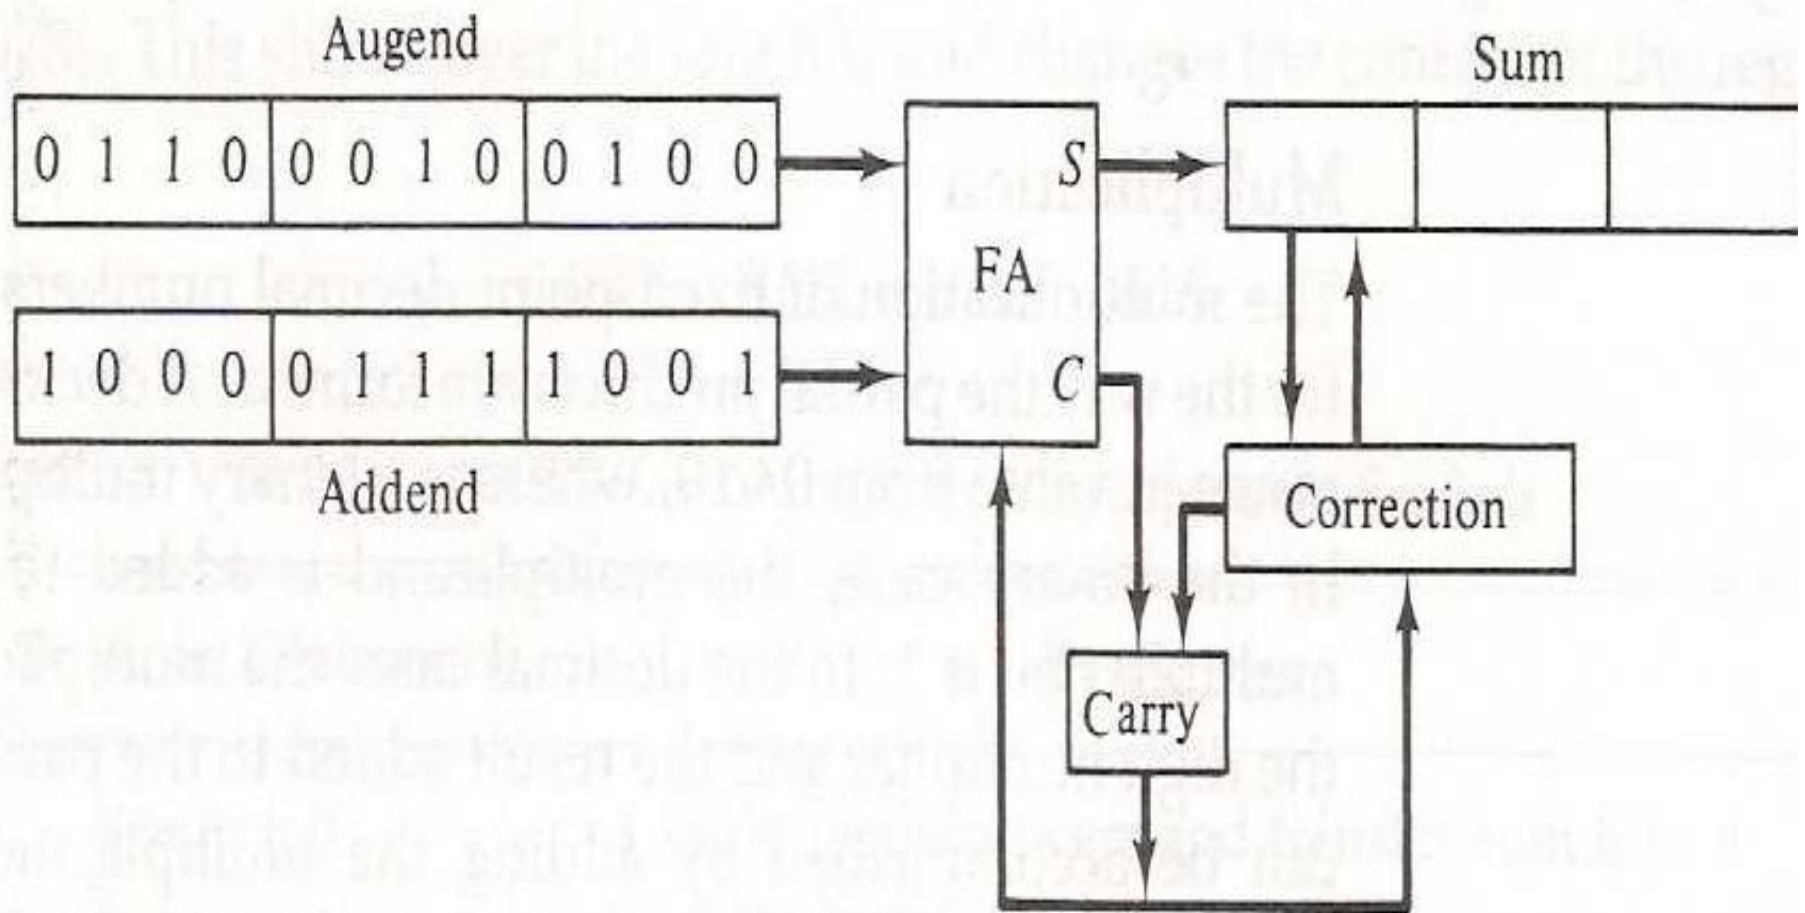 Augend
Sum
0 1 1 0 0 0 1 0 0 1 0 0
S
FA
1 0 0 0 0 1 1 1 1 0 0 1
C
Addend
Correction
Carry